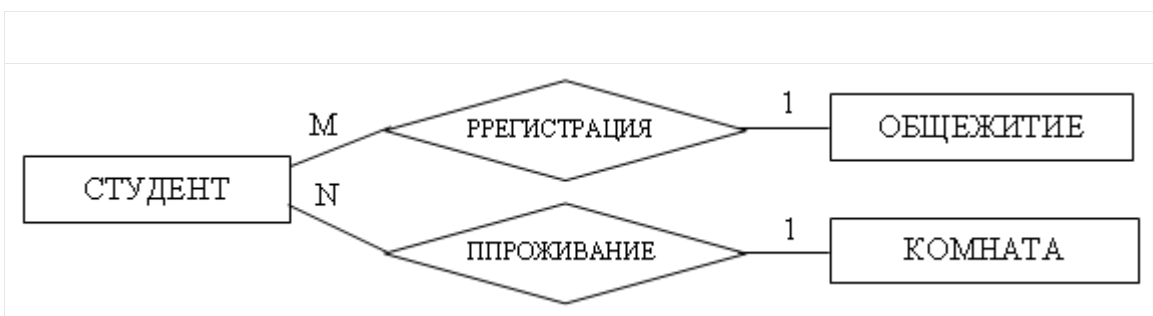 М
РРЕГИСТРАЦИЯ
1
ОБЩЕЖИТИЕ
СТУДЕНТ
N
ППРОЖИВАНИЕ
1
КОМНАТА